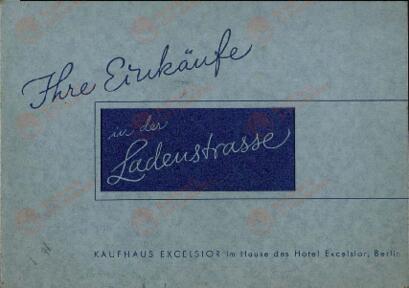 Ihre Einkäufe
in der
Ladenstrasse
KAUFHAUS EXCELSIOR im Hause des Hotel Excelsior, Berlin